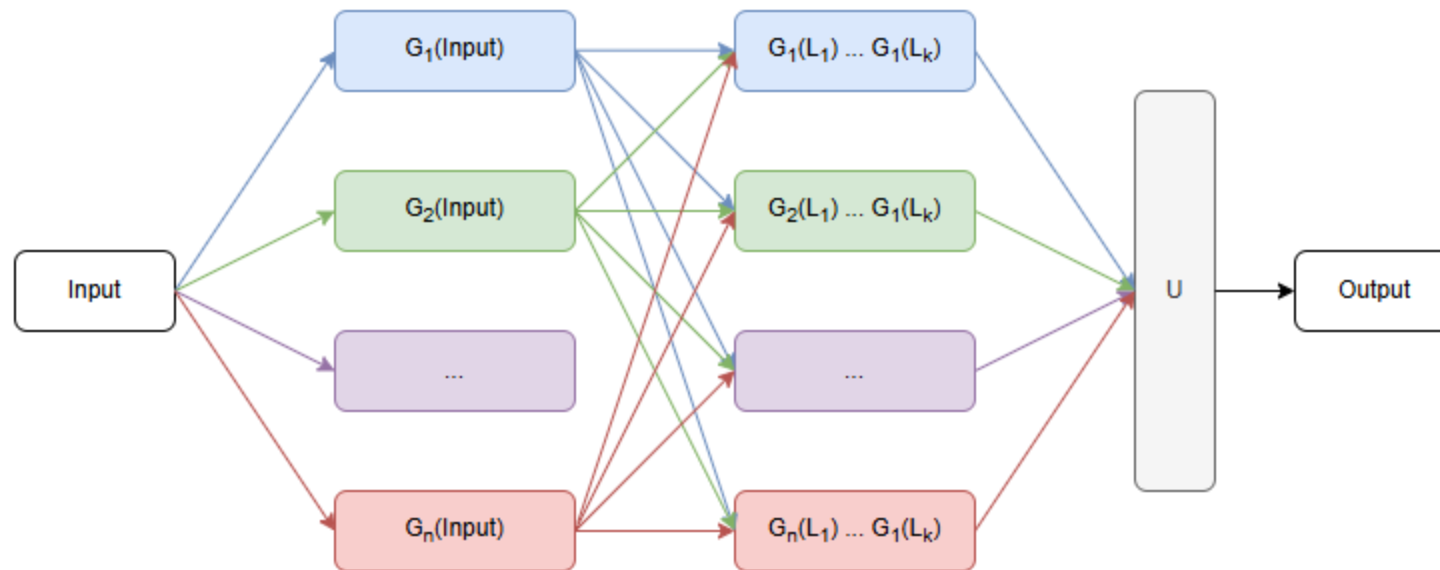 G₁(Input)
G₁(L₁) ... G₁(Lₖ)
G₂(Input)
G₂(L₁) ... G₁(Lₖ)
Input
U
Output
...
...
Gₙ(Input)
Gₙ(L₁) ... G₁(Lₖ)